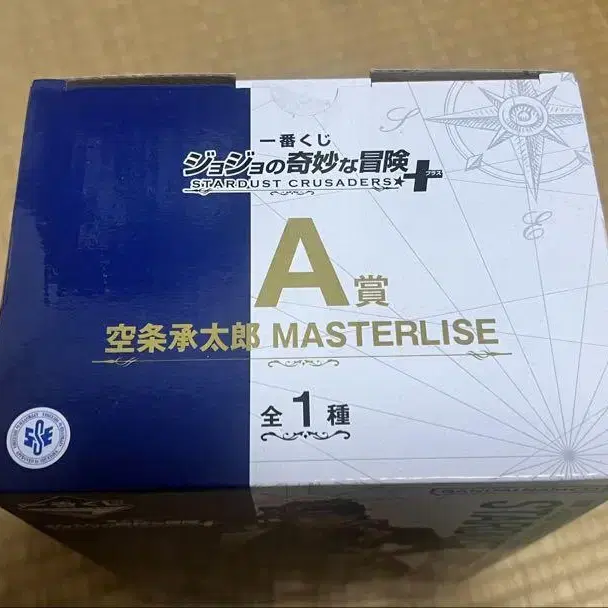 一番くじ
ジョジョの奇妙な冒険
STARDUST CRUSADERS★＋プラス
A賞
空条承太郎 MASTERLISE
全1種